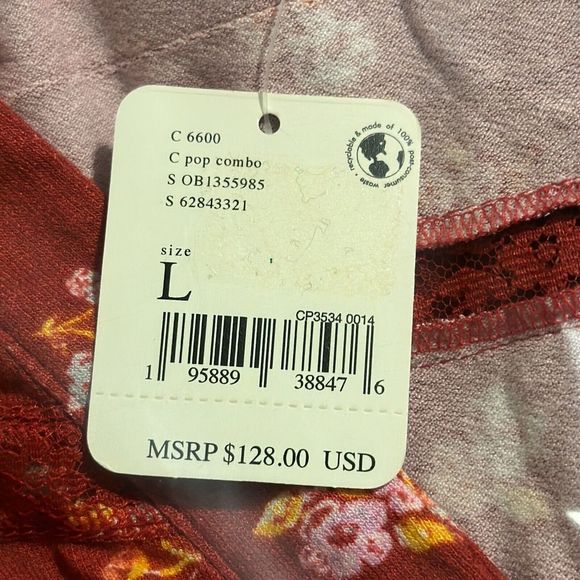 C 6600
C pop combo
S OB1355985
S 62843321
recyclable & made of 100% post-consumer waste •
size
L
CP3534 0014
1 95889 38847 6
MSRP $128.00 USD